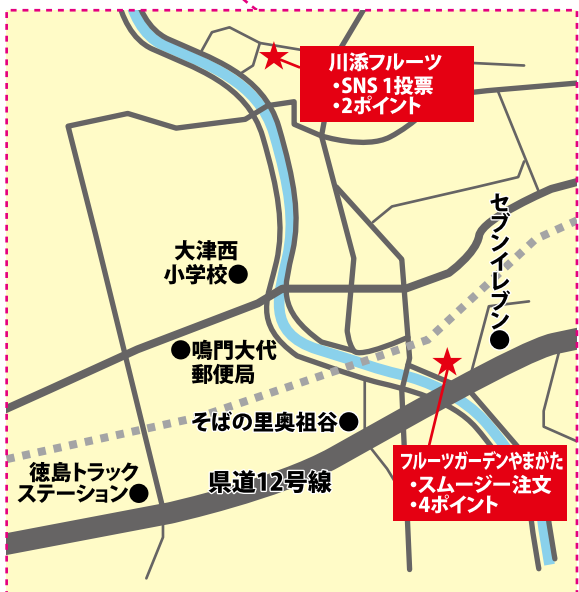 川添フルーツ
・SNS 1投票
・2ポイント
セブンイレブン
大津西
小学校
鳴門大代
郵便局
そばの里奥祖谷
フルーツガーデンやまがた
・スムージー注文
・4ポイント
徳島トラック
ステーション
県道12号線